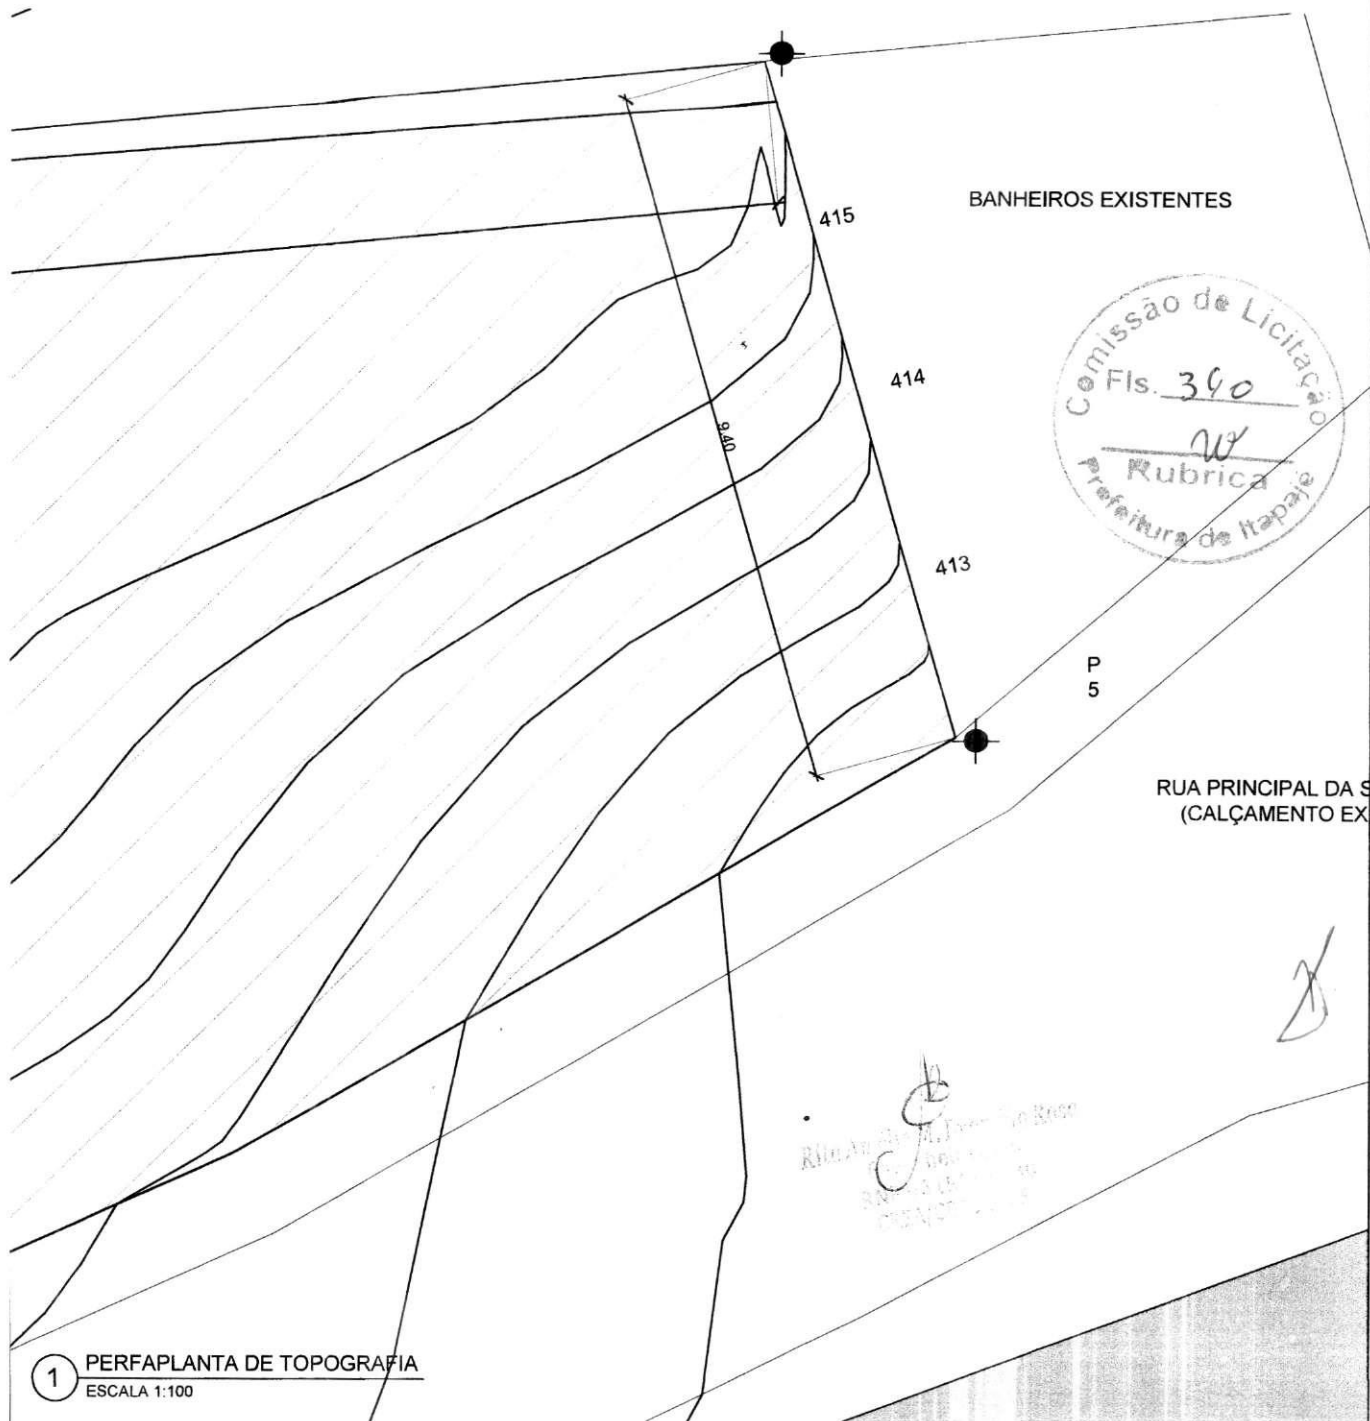 BANHEIROS EXISTENTES
415
Comissão de Licitação
Fls. 340
Rubrica
Prefeitura de Itapajé
414
9.40
413
P
5
RUA PRINCIPAL DA S
(CALÇAMENTO EX
1
PERFAPLANTA DE TOPOGRAFIA
ESCALA 1:100